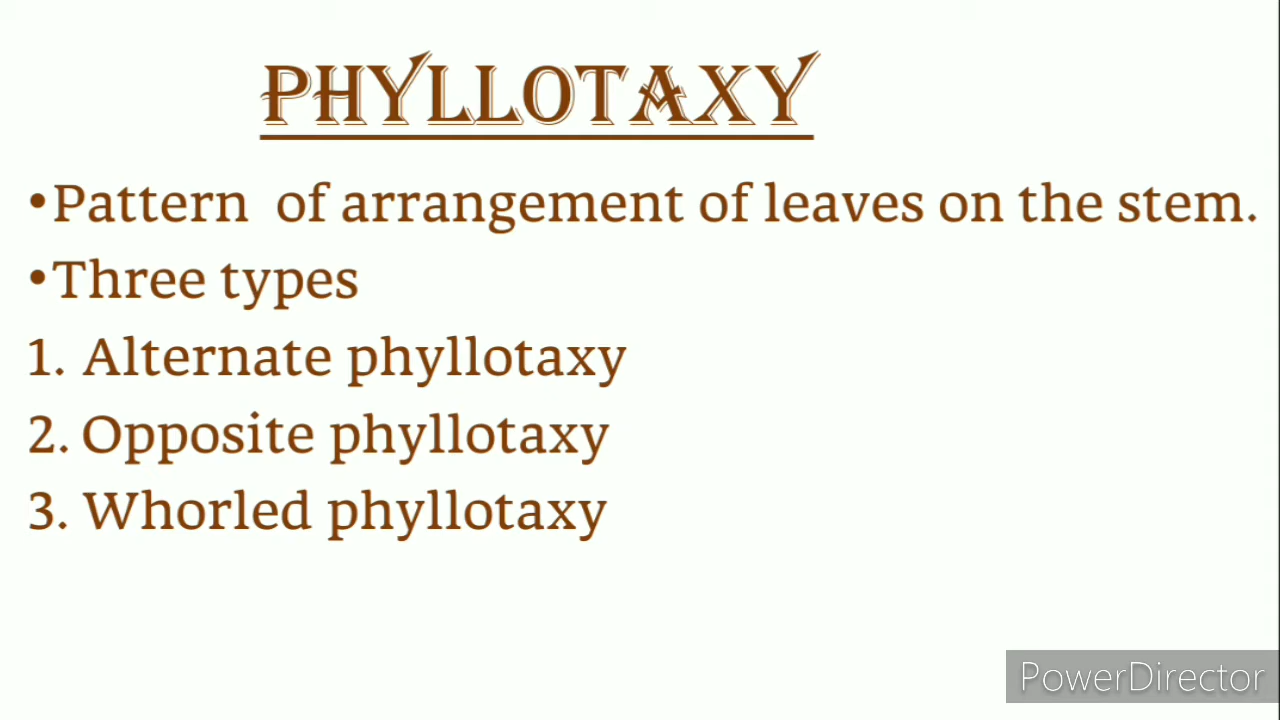 PHYLLOTAXY
•Pattern of arrangement of leaves on the stem.
•Three types
1. Alternate phyllotaxy
2. Opposite phyllotaxy
3. Whorled phyllotaxy
PowerDirector